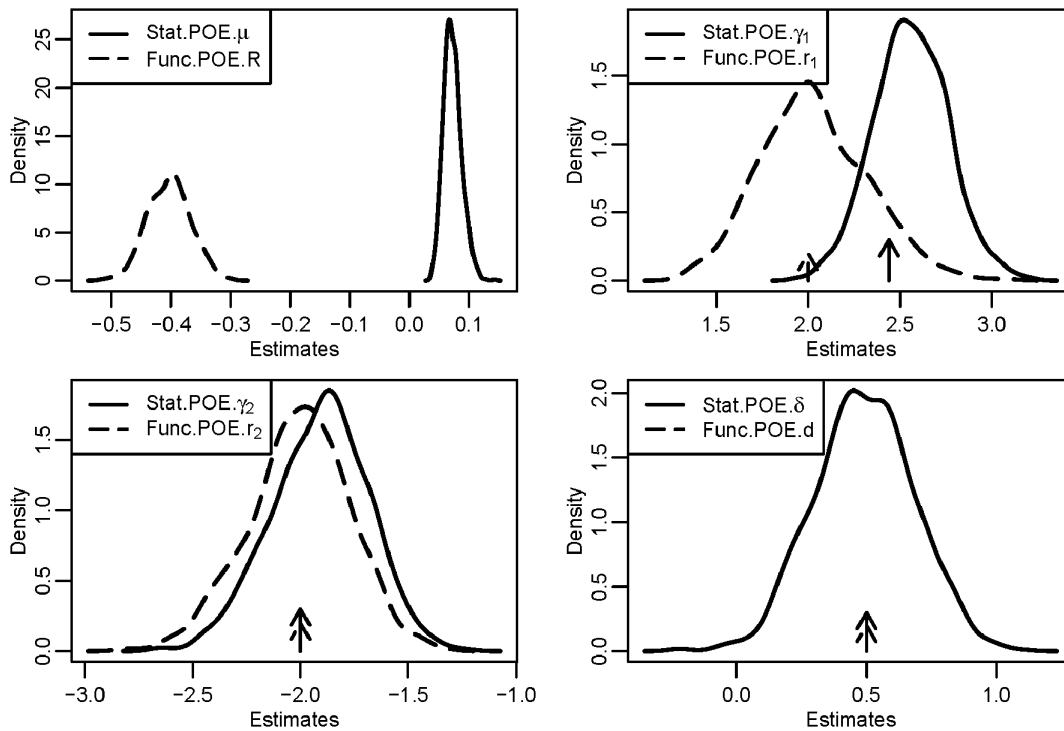 Stat.POE.μ
Func.POE.R
Density
0 5 10 15 20 25
−0.5 −0.4 −0.3 −0.2 −0.1 0.0 0.1
Estimates
Stat.POE.γ1
Func.POE.r1
Density
0.0 0.5 1.0 1.5
1.5 2.0 2.5 3.0
Estimates
Stat.POE.γ2
Func.POE.r2
Density
0.0 0.5 1.0 1.5
−3.0 −2.5 −2.0 −1.5 −1.0
Estimates
Stat.POE.δ
Func.POE.d
Density
0.0 0.5 1.0 1.5 2.0
0.0 0.5 1.0
Estimates